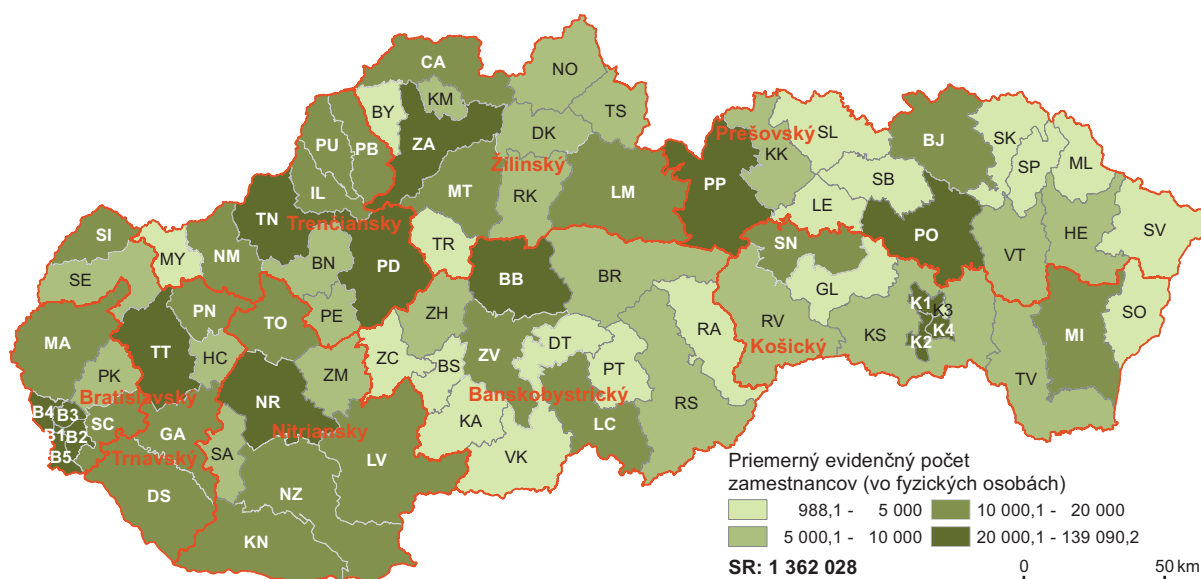 CA
NO
BY
KM
TS
PU
PB
ZA
DK
Žilinský
Prešovský
SL
BJ
SK
SP
ML
KK
IL
MT
RK
LM
PP
SB
LE
TN
Trenčiansky
TR
PO
HE
SV
SI
MY
NM
BN
PD
BB
BR
SN
VT
SE
GL
SO
PN
TO
PE
ZH
RA
K1
K3
K4
K2
MI
MA
TT
HC
ZC
BS
ZV
DT
PT
RV
Košický
KS
TV
PK
Bratislavský
NR
ZM
Banskobystrický
RS
B4
B3
B1
B2
B5
SC
GA
Nitriansky
KA
LC
Trnavský
SA
LV
VK
DS
NZ
KN
Priemerný evidenčný počet
zamestnancov (vo fyzických osobách)
988,1 - 5 000
10 000,1 - 20 000
5 000,1 - 10 000
20 000,1 - 139 090,2
SR: 1 362 028
0
50 km